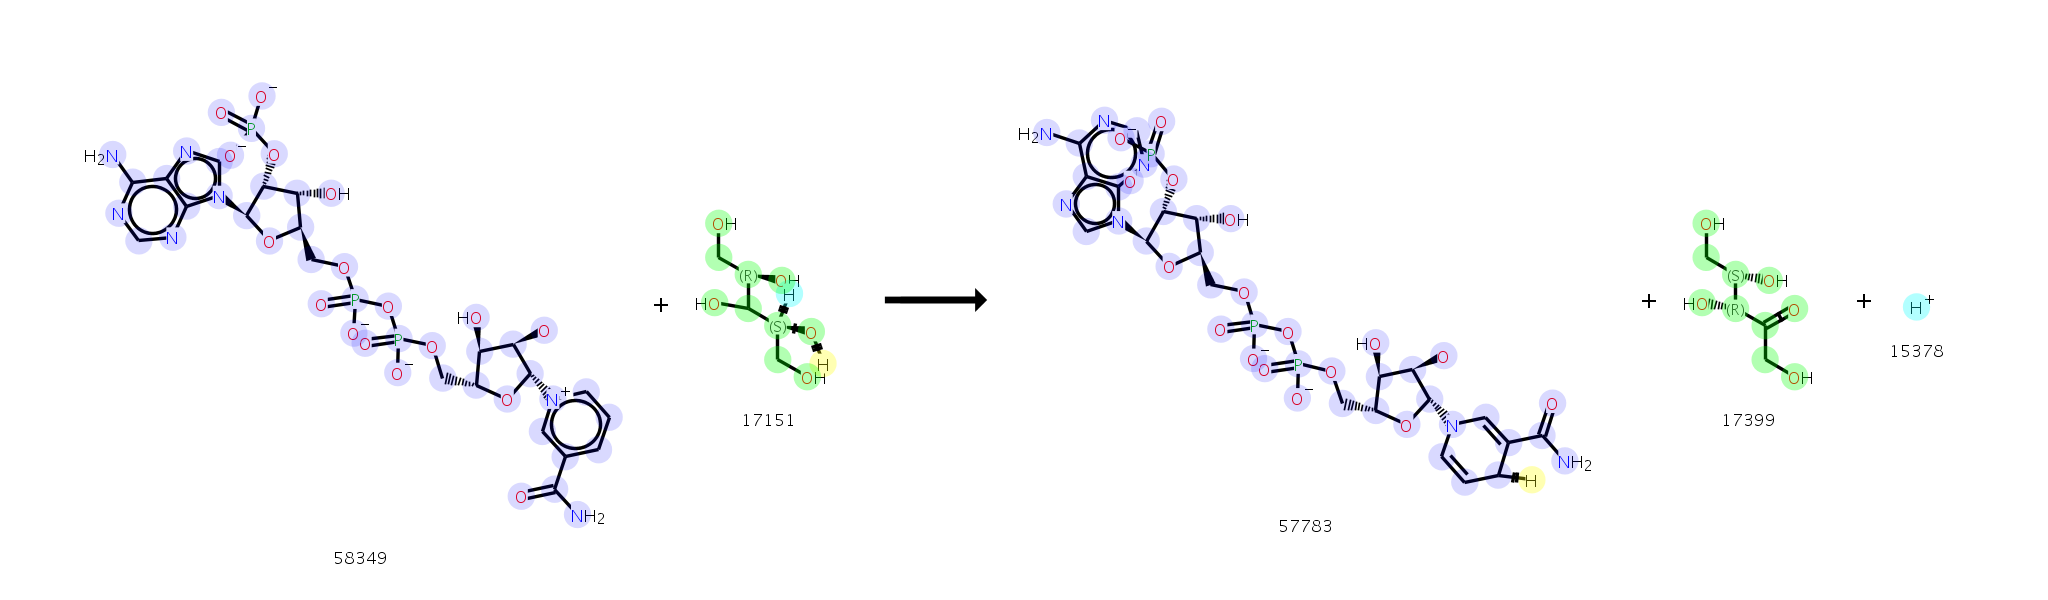 O⁻
O
P
H₂N N O⁻ O
N
N OH
N
O
O
O P O
O⁻ O P O
O⁻
HO O
O
N⁺
O
NH₂
58349
+
OH
(R) OH
HO H
(S) O
H
OH
17151
H₂N N O⁻ O
P
N
O O
N
N OH
O
O
O P O
O⁻ O P O
O⁻
HO O
O
N
O
NH₂
H
57783
+
OH
(S) OH
HO (R) O
OH
17399
+
H⁺
15378